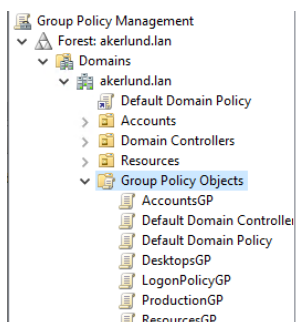 Group Policy Management
Forest: akerlund.lan
Domains
akerlund.lan
Default Domain Policy
Accounts
Domain Controllers
Resources
Group Policy Objects
AccountsGP
Default Domain Controller
Default Domain Policy
DesktopsGP
LogonPolicyGP
ProductionGP
ResourcesGP